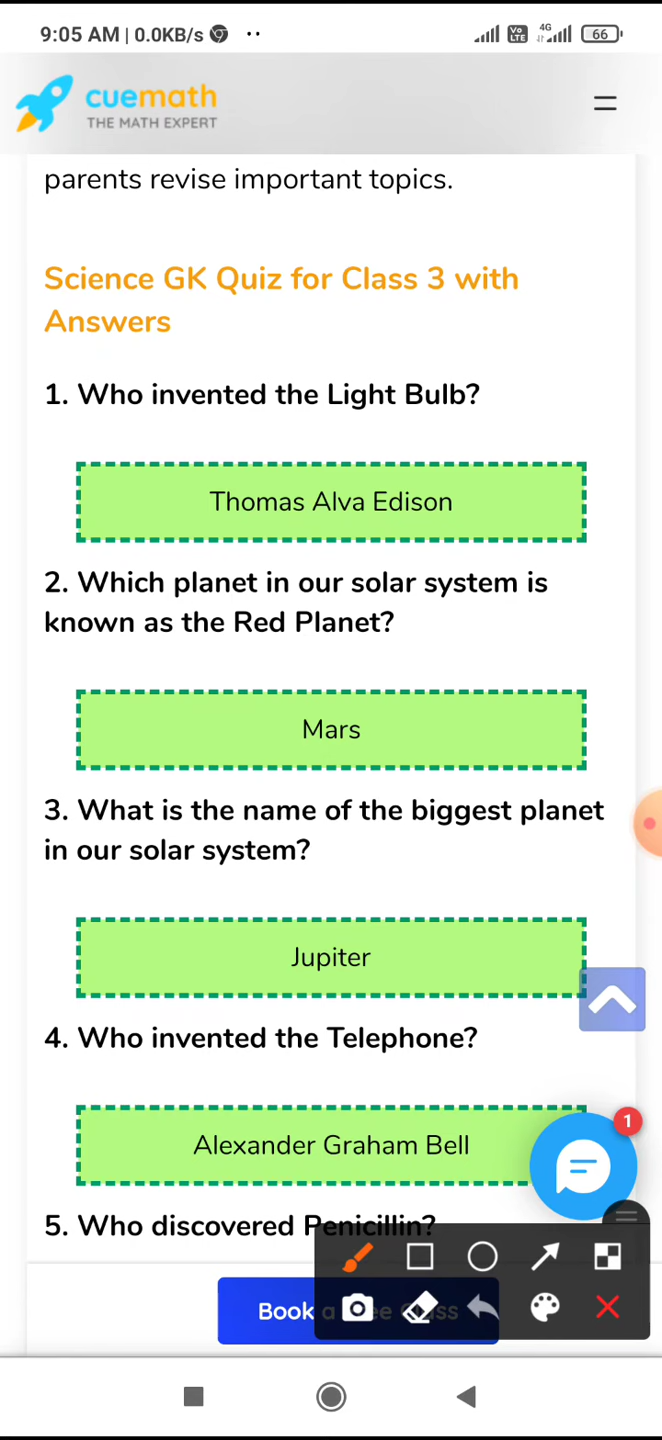 9:05 AM | 0.0KB/s
Vo LTE 4G 66
cuemath
THE MATH EXPERT
parents revise important topics.
Science GK Quiz for Class 3 with
Answers
1. Who invented the Light Bulb?
Thomas Alva Edison
2. Which planet in our solar system is
known as the Red Planet?
Mars
3. What is the name of the biggest planet
in our solar system?
Jupiter
4. Who invented the Telephone?
Alexander Graham Bell
1
5. Who discovered Penicillin?
Book a